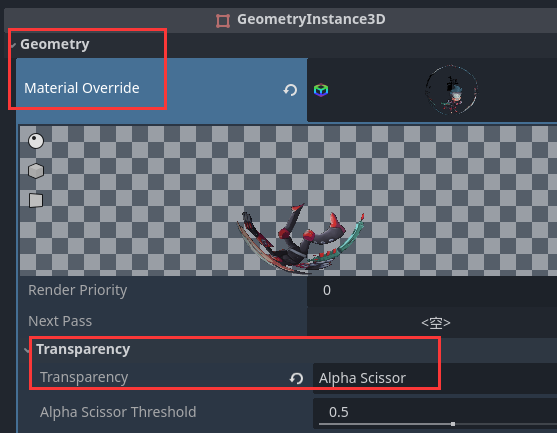 GeometryInstance3D
Geometry
Material Override
Render Priority 0
Next Pass <空>
Transparency
Transparency Alpha Scissor
Alpha Scissor Threshold 0.5